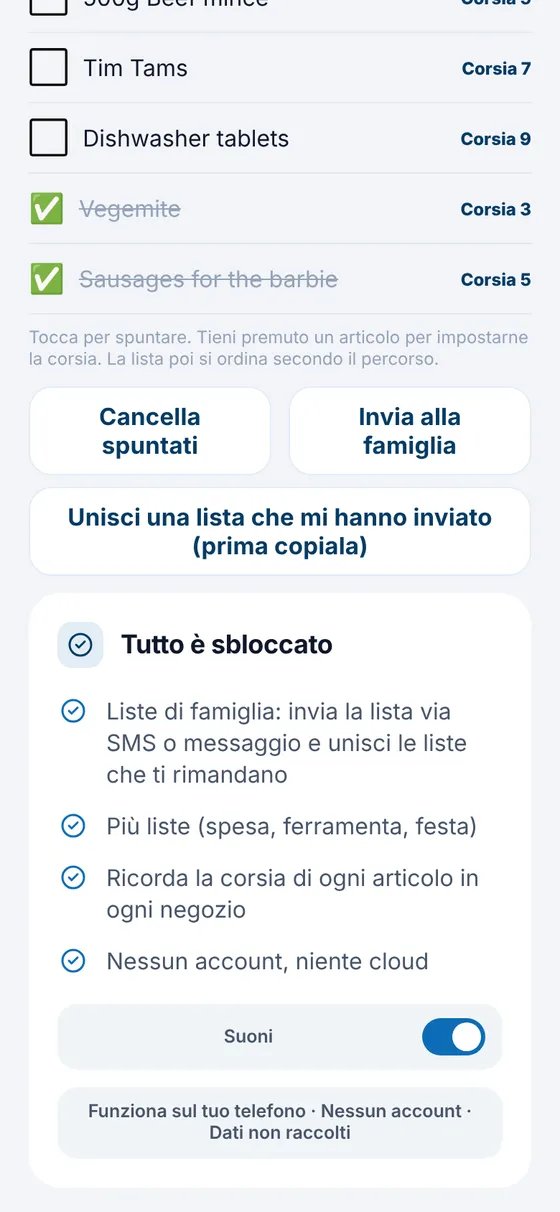 500g Beef mince
Corsia 5
Tim Tams
Corsia 7
Dishwasher tablets
Corsia 9
Vegemite
Corsia 3
Sausages for the barbie
Corsia 5
Tocca per spuntare. Tieni premuto un articolo per impostarne
la corsia. La lista poi si ordina secondo il percorso.
Cancella
spuntati
Invia alla
famiglia
Unisci una lista che mi hanno inviato
(prima copiala)
Tutto è sbloccato
Liste di famiglia: invia la lista via
SMS o messaggio e unisci le liste
che ti rimandano
Più liste (spesa, ferramenta, festa)
Ricorda la corsia di ogni articolo in
ogni negozio
Nessun account, niente cloud
Suoni
Funziona sul tuo telefono · Nessun account ·
Dati non raccolti